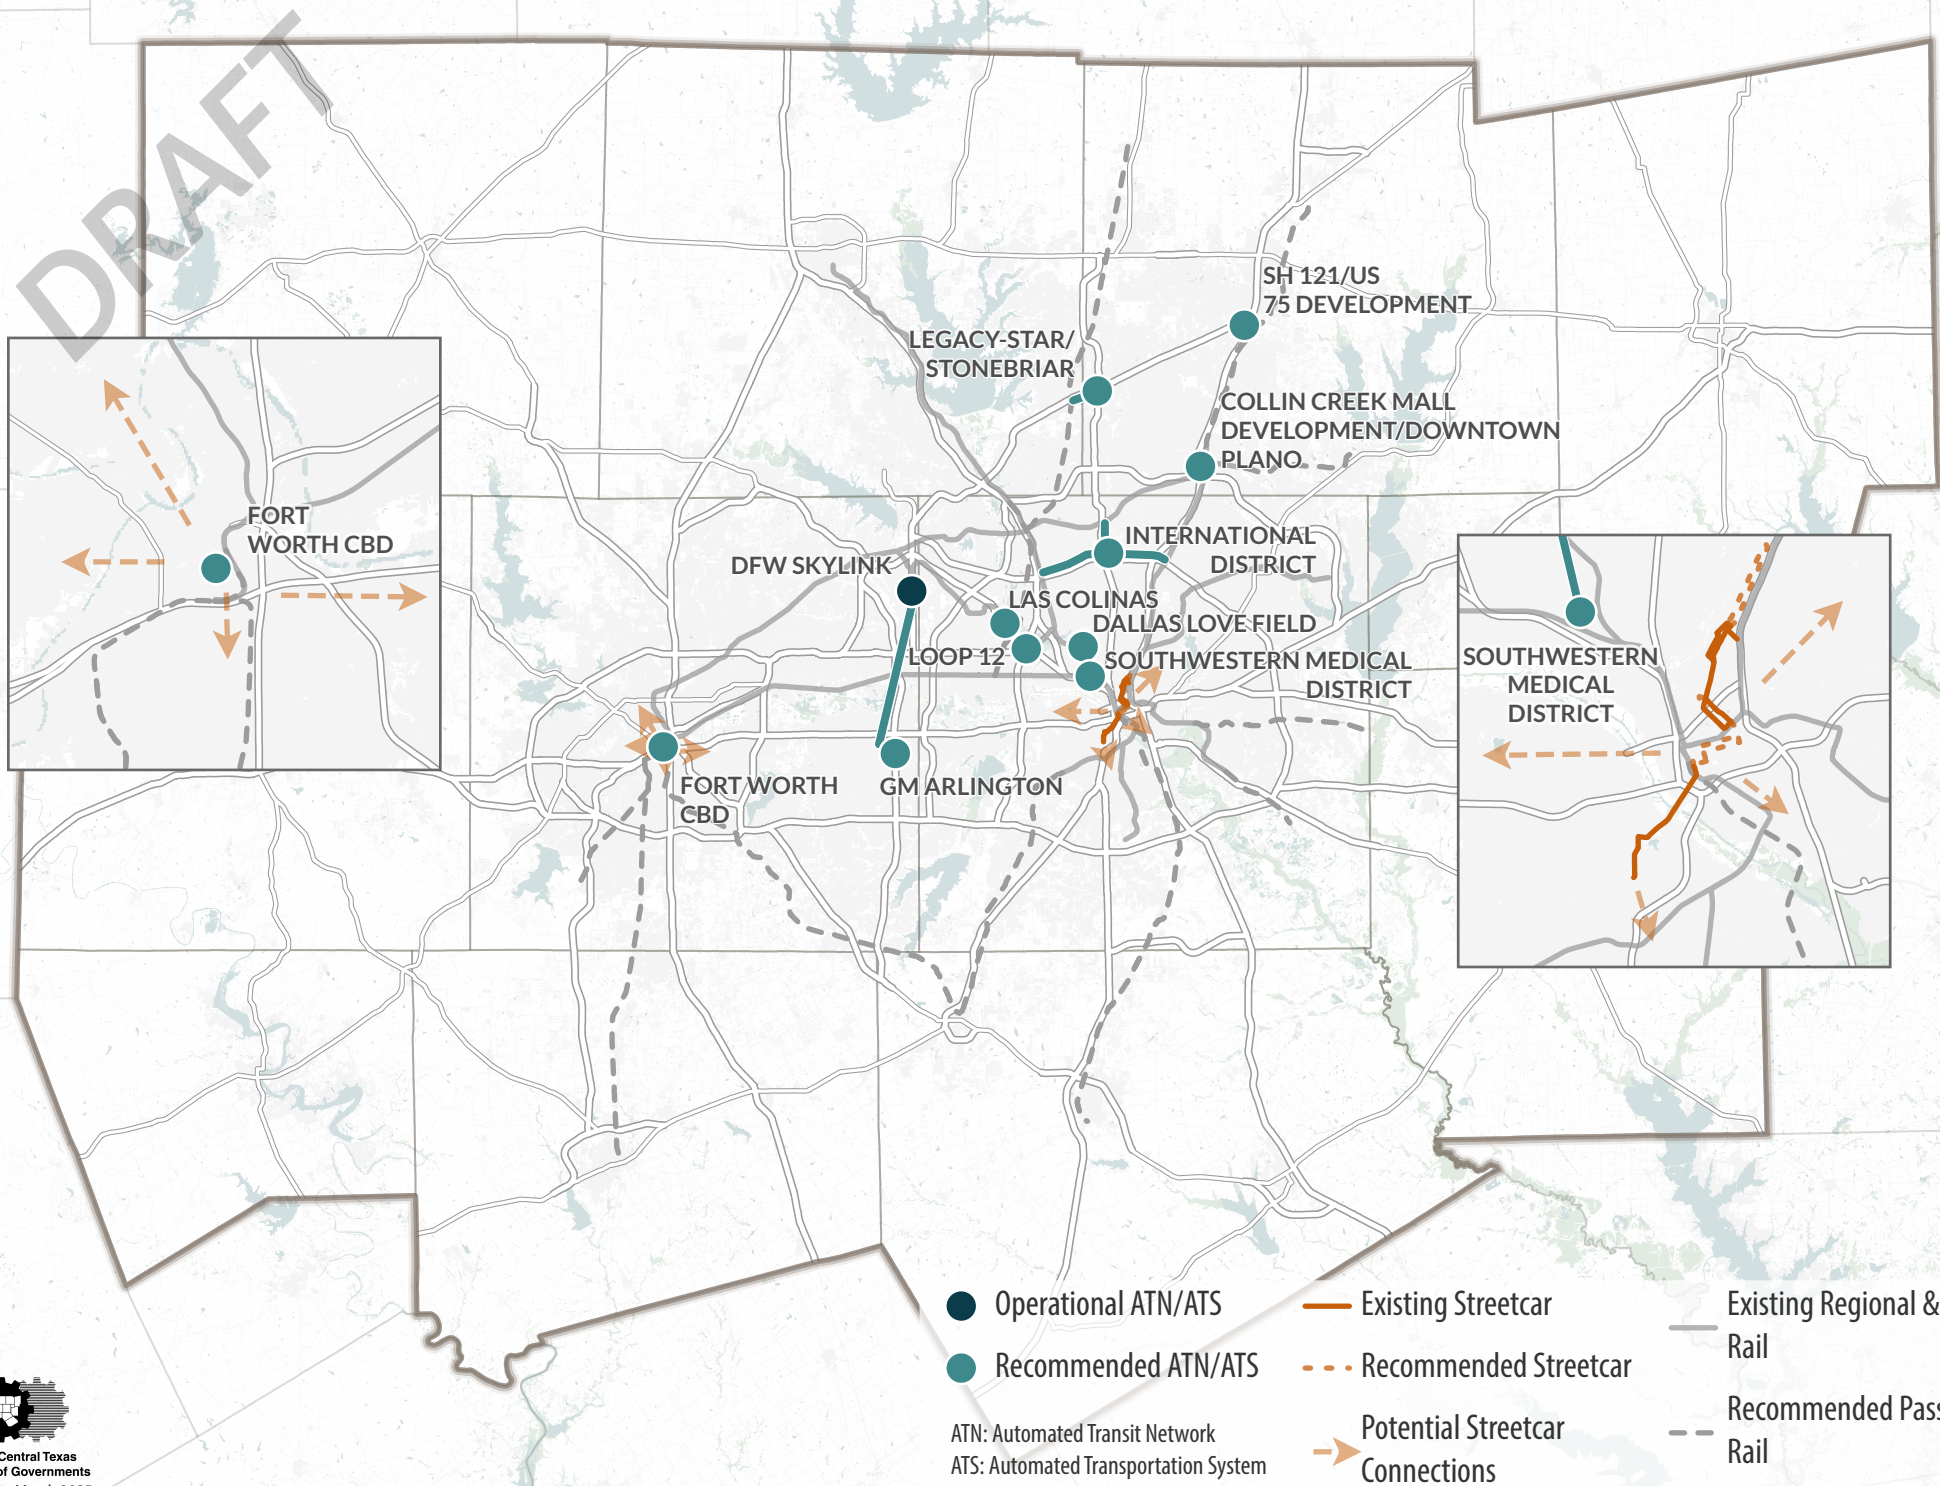 DRAFT
SH 121/US
75 DEVELOPMENT
LEGACY-STAR/
STONEBRIAR
COLLIN CREEK MALL
DEVELOPMENT/DOWNTOWN
PLANO
FORT
WORTH CBD
INTERNATIONAL
DISTRICT
DFW SKYLINK
LAS COLINAS
DALLAS LOVE FIELD
LOOP 12
SOUTHWESTERN MEDICAL
DISTRICT
SOUTHWESTERN
MEDICAL
DISTRICT
FORT WORTH
CBD
GM ARLINGTON
Operational ATN/ATS
Recommended ATN/ATS
ATN: Automated Transit Network
ATS: Automated Transportation System
Existing Streetcar
Recommended Streetcar
Potential Streetcar
Connections
Existing Regional &
Rail
Recommended Pass
Rail
Central Texas
of Governments